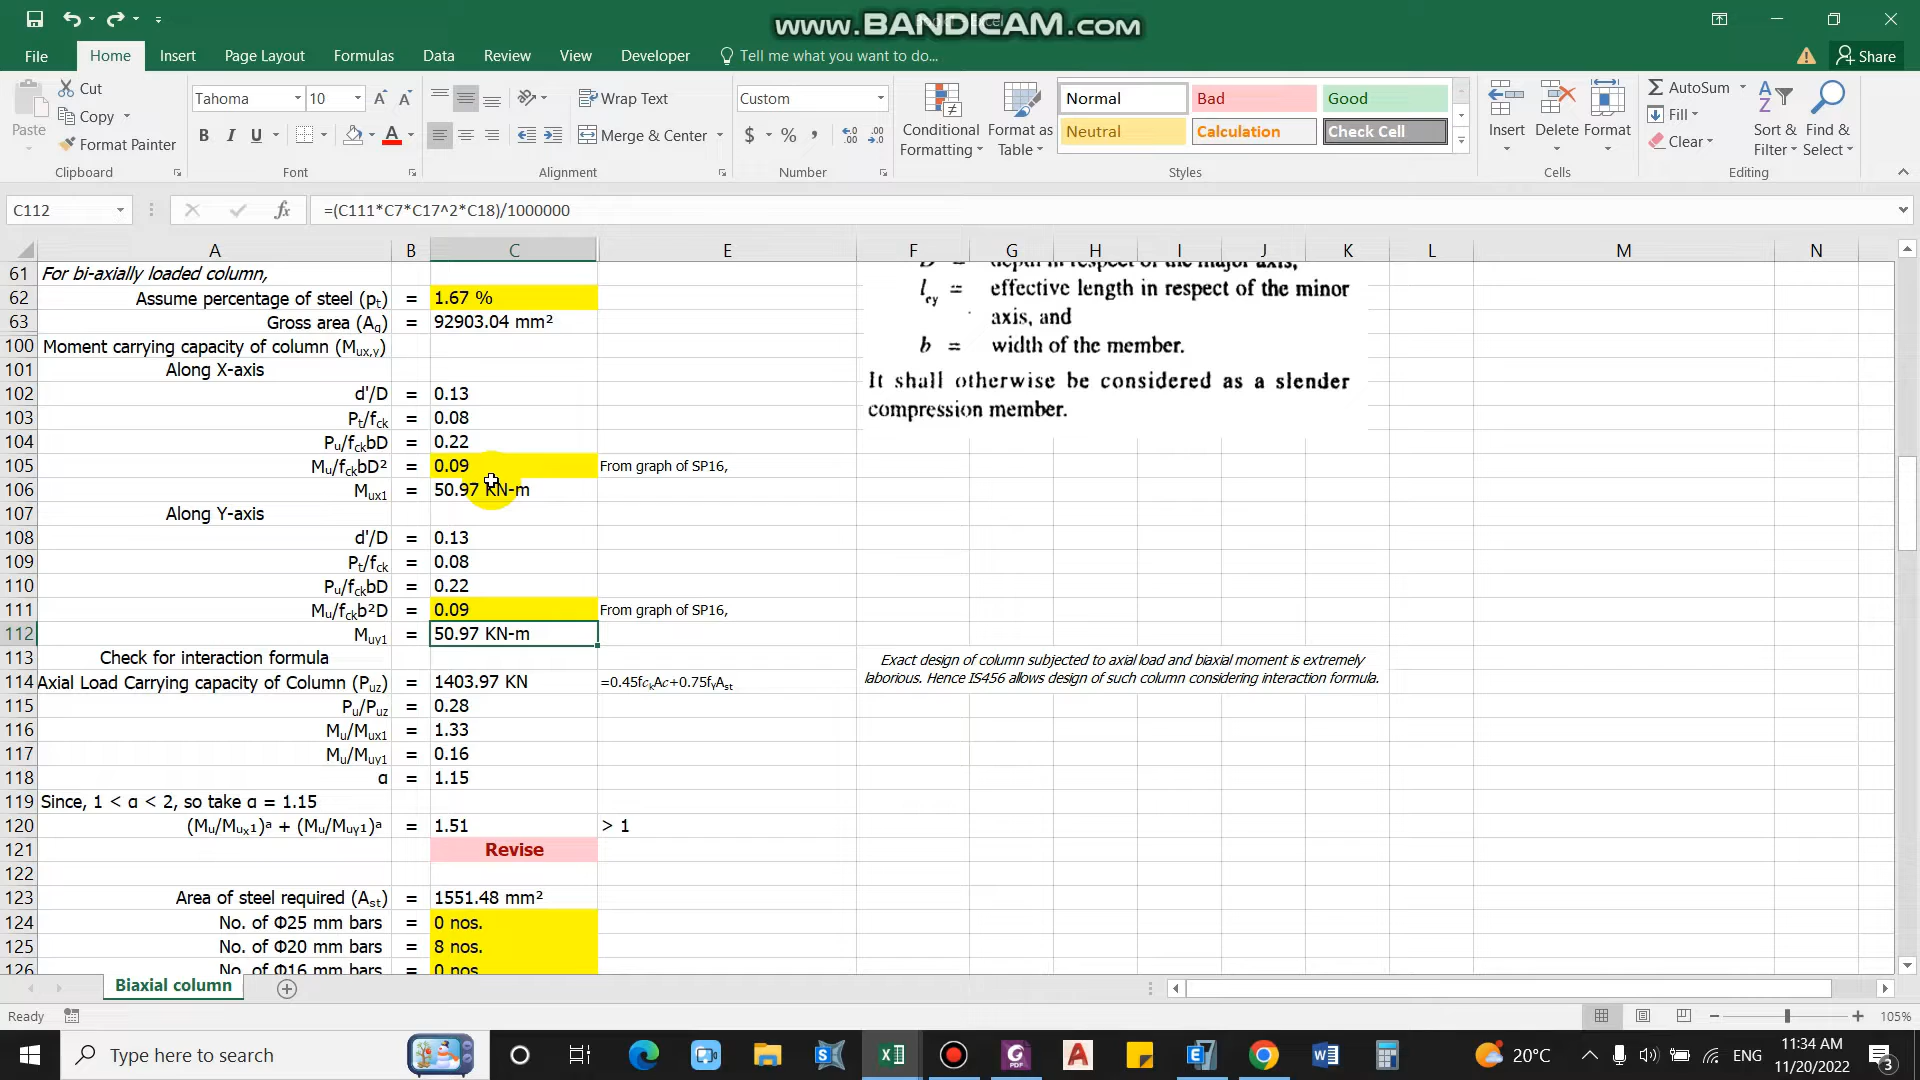 www.BANDICAM.com
File Home Insert Page Layout Formulas Data Review View Developer Tell me what you want to do... Share
Cut
Copy
Format Painter
Paste
Clipboard
Tahoma 10
B I U
Font
Wrap Text
Merge & Center
Alignment
Custom
$ % ,
Number
Conditional Formatting
Format as Table
Normal Bad Good
Neutral Calculation Check Cell
Styles
Insert Delete Format
Cells
AutoSum
Fill
Clear
Sort & Filter
Find & Select
Editing
C112 fx =(C111*C7*C17^2*C18)/1000000
A B C E F G H I J K L M N
61 For bi-axially loaded column,
62 Assume percentage of steel (pt) = 1.67 %
63 Gross area (Ag) = 92903.04 mm²
100 Moment carrying capacity of column (Mux,y)
101 Along X-axis
102 d'/D = 0.13
103 Pt/fck = 0.08
104 Pu/fckbD = 0.22
105 Mu/fckbD² = 0.09 From graph of SP16,
106 Mux1 = 50.97 KN-m
107 Along Y-axis
108 d'/D = 0.13
109 Pt/fck = 0.08
110 Pu/fckbD = 0.22
111 Mu/fckb²D = 0.09 From graph of SP16,
112 Muy1 = 50.97 KN-m
113 Check for interaction formula
114 Axial Load Carrying capacity of Column (Puz) = 1403.97 KN =0.45fckAc+0.75fyAst
115 Pu/Puz = 0.28
116 Mu/Mux1 = 1.33
117 Mu/Muy1 = 0.16
118 α = 1.15
119 Since, 1 < α < 2, so take α = 1.15
120 (Mu/Mux1)ᵅ + (Mu/Muy1)ᵅ = 1.51 > 1
121 Revise
122
123 Area of steel required (Ast) = 1551.48 mm²
124 No. of Φ25 mm bars = 0 nos.
125 No. of Φ20 mm bars = 8 nos.
126 No. of Φ16 mm bars = 0 nos.
D = depth in respect of the major axis,
ley = effective length in respect of the minor
axis, and
b = width of the member.
It shall otherwise be considered as a slender
compression member.
Exact design of column subjected to axial load and biaxial moment is extremely
laborious. Hence IS456 allows design of such column considering interaction formula.
Biaxial column
Ready 105%
Type here to search
20°C ENG
11:34 AM
11/20/2022
3